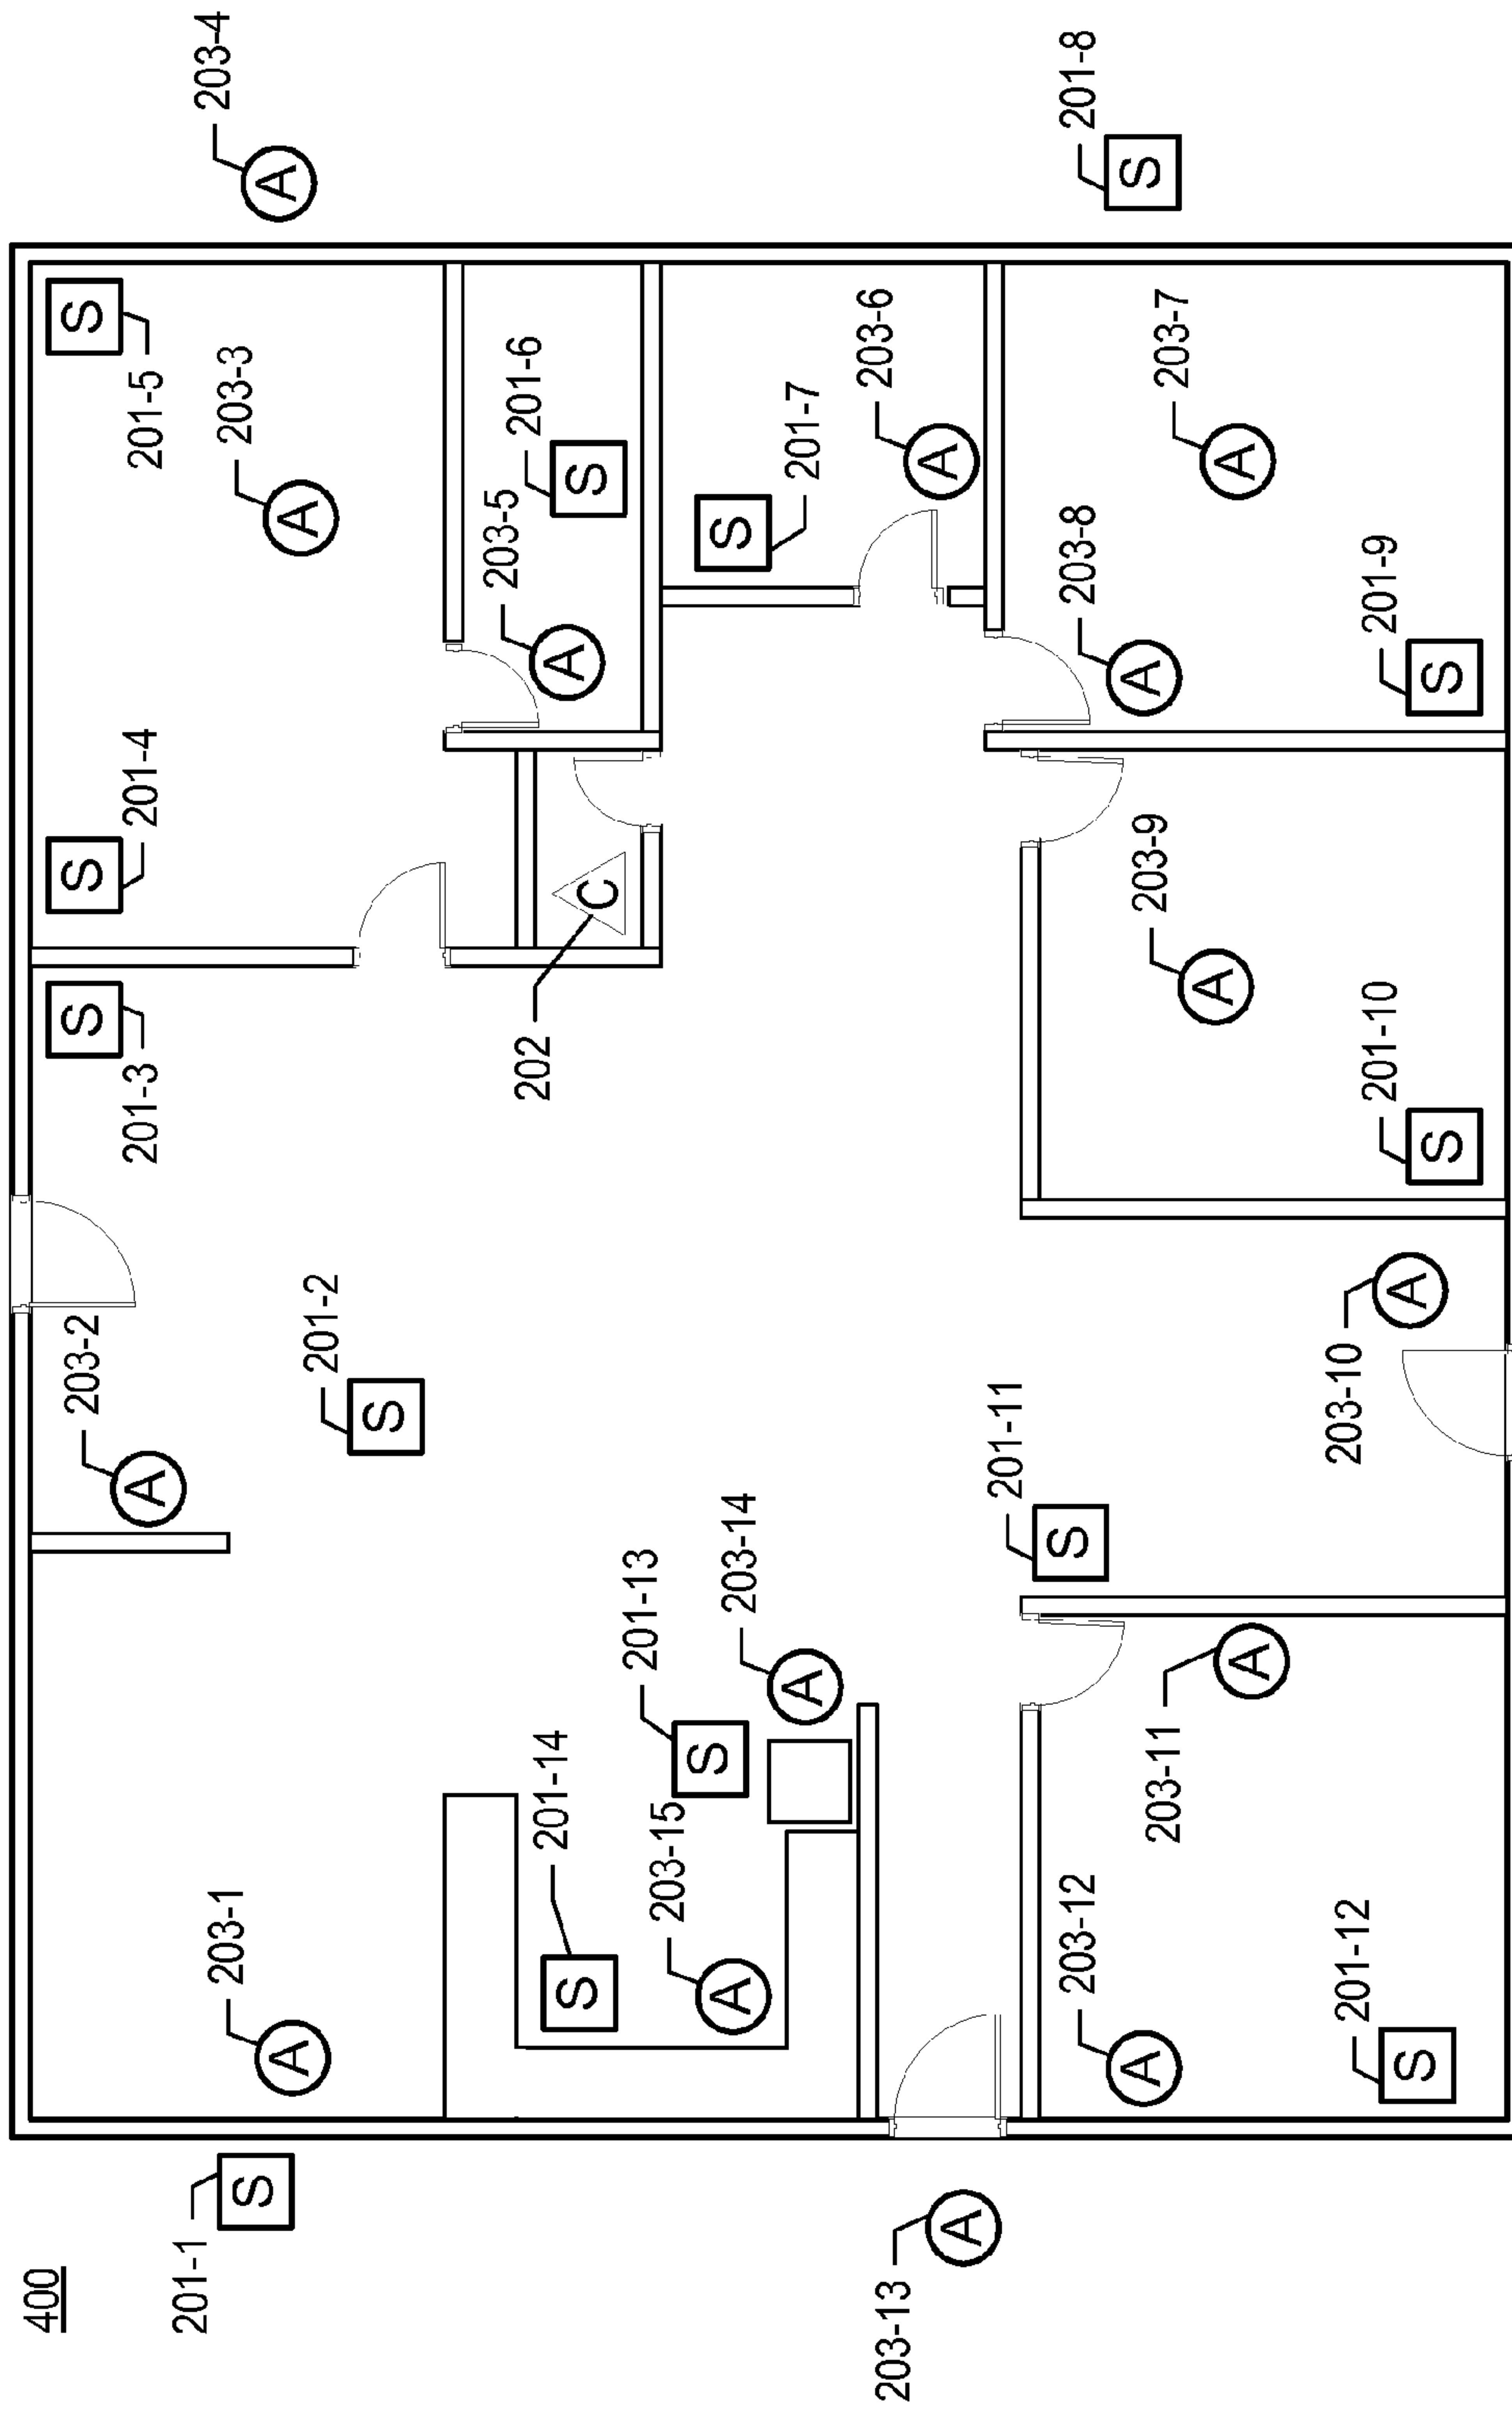 400
201-1
S
203-1
A
203-2
A
201-2
S
201-3
S
201-4
S
201-5
S
203-3
A
203-4
A
202
C
203-5
A
201-6
S
201-14
S
203-15
A
201-13
S
203-14
A
201-7
S
203-6
A
203-13
A
203-12
A
201-12
S
203-11
A
201-11
S
203-10
A
203-9
A
201-10
S
203-8
A
201-9
S
203-7
A
201-8
S